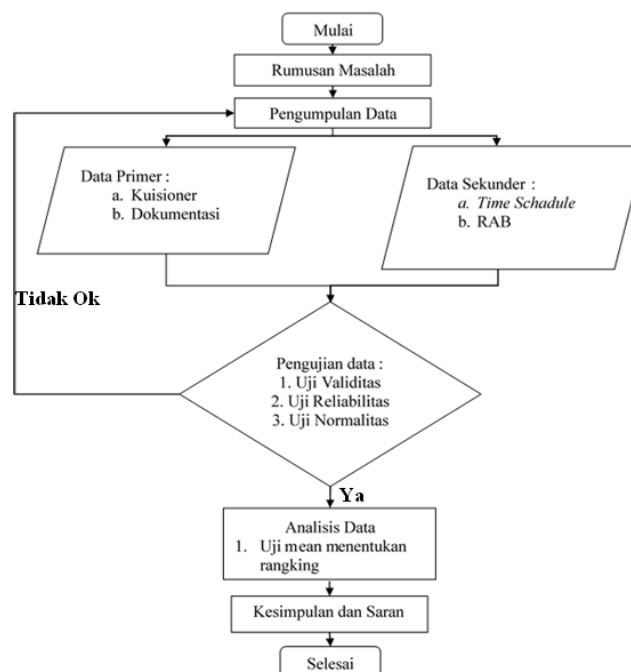 Mulai
Rumusan Masalah
Pengumpulan Data
Data Primer :
a. Kuisioner
b. Dokumentasi
Data Sekunder :
a. Time Schadule
b. RAB
Tidak Ok
Pengujian data :
1. Uji Validitas
2. Uji Reliabilitas
3. Uji Normalitas
Ya
Analisis Data
1. Uji mean menentukan
rangking
Kesimpulan dan Saran
Selesai